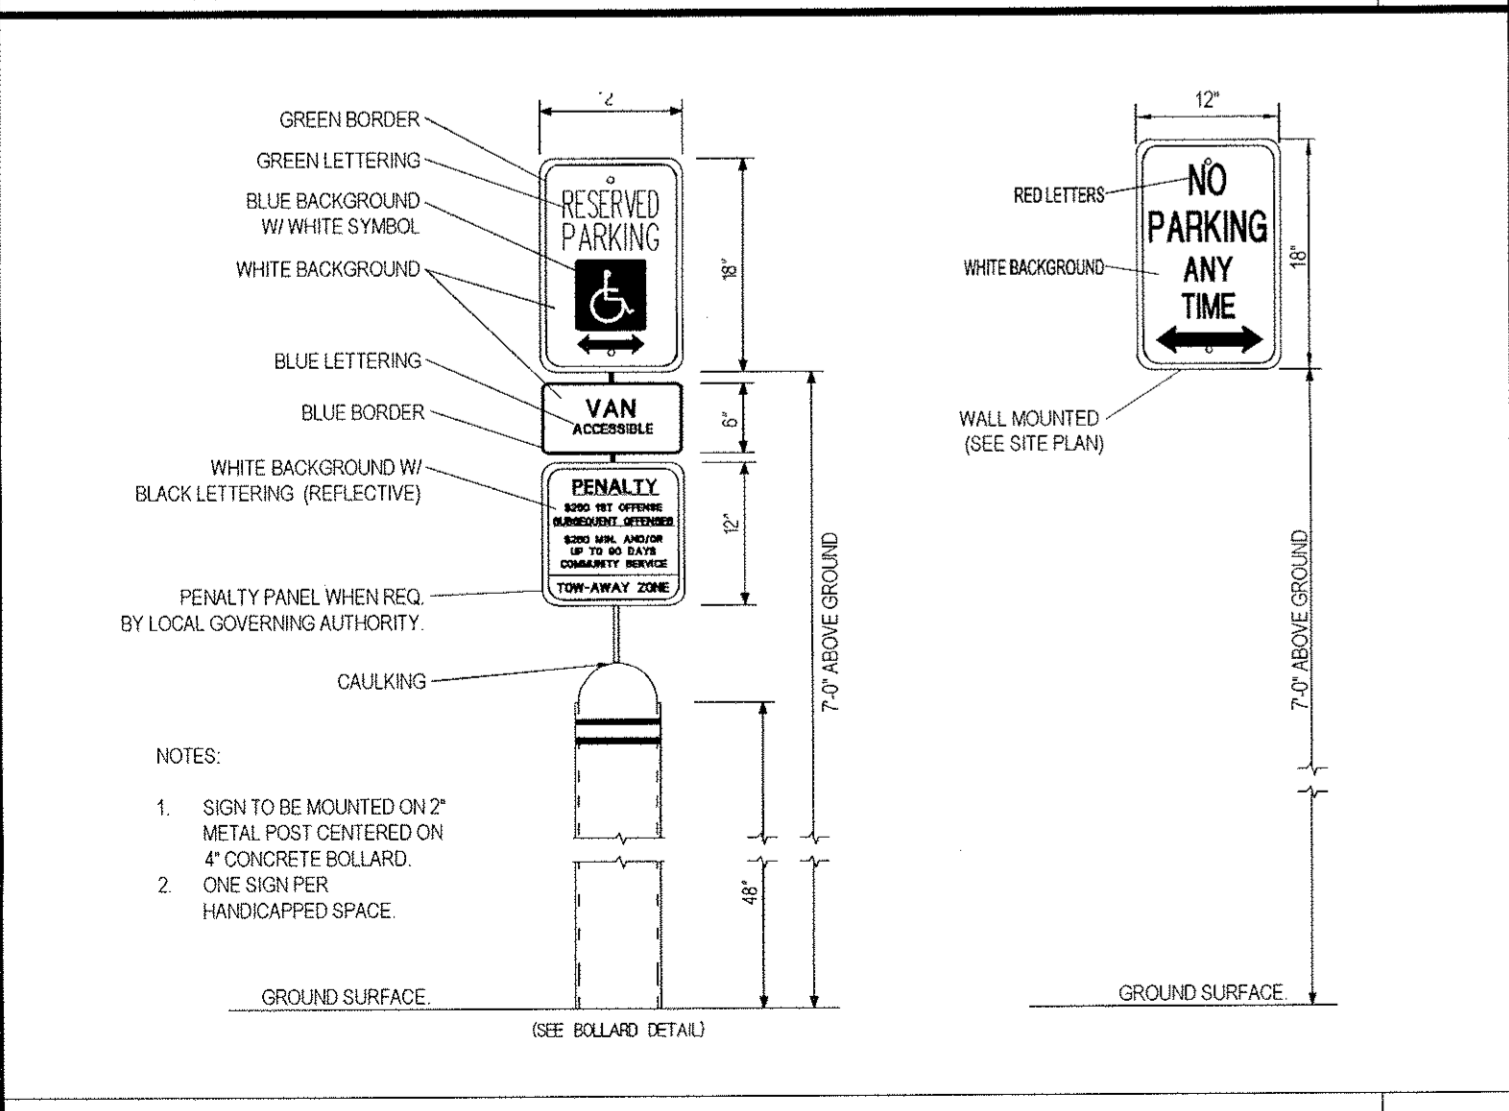 '2
GREEN BORDER
GREEN LETTERING
BLUE BACKGROUND
W/ WHITE SYMBOL
WHITE BACKGROUND
BLUE LETTERING
BLUE BORDER
WHITE BACKGROUND W/
BLACK LETTERING (REFLECTIVE)
PENALTY PANEL WHEN REQ.
BY LOCAL GOVERNING AUTHORITY.
CAULKING
RESERVED
PARKING
VAN
ACCESSIBLE
PENALTY
$250 1ST OFFENSE
SUBSEQUENT OFFENSES
$250 MIN. AND/OR
UP TO 90 DAYS
COMMUNITY SERVICE
TOW-AWAY ZONE
18"
6"
12"
48"
7'-0" ABOVE GROUND
NOTES:
1. SIGN TO BE MOUNTED ON 2"
METAL POST CENTERED ON
4" CONCRETE BOLLARD.
2. ONE SIGN PER
HANDICAPPED SPACE.
GROUND SURFACE.
(SEE BOLLARD DETAIL)
12"
RED LETTERS
WHITE BACKGROUND
NO
PARKING
ANY
TIME
18"
WALL MOUNTED
(SEE SITE PLAN)
7'-0" ABOVE GROUND
GROUND SURFACE.